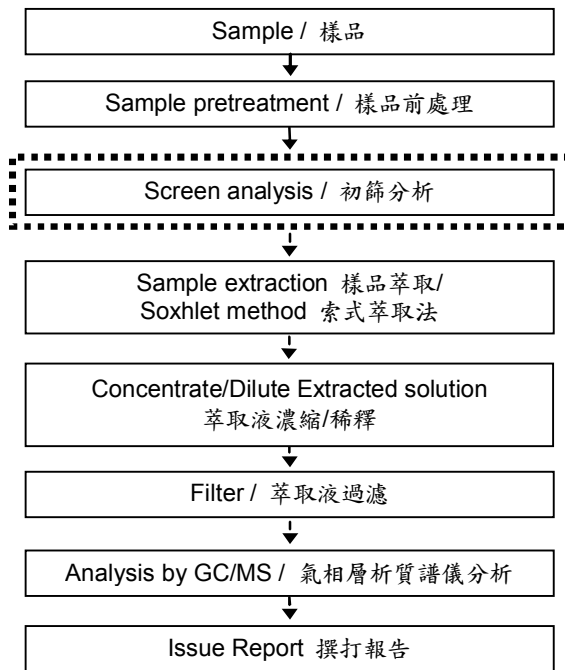 Sample / 樣品
Sample pretreatment / 樣品前處理
Screen analysis / 初篩分析
Sample extraction 樣品萃取/
Soxhlet method 索式萃取法
Concentrate/Dilute Extracted solution
萃取液濃縮/稀釋
Filter / 萃取液過濾
Analysis by GC/MS / 氣相層析質譜儀分析
Issue Report 撰打報告